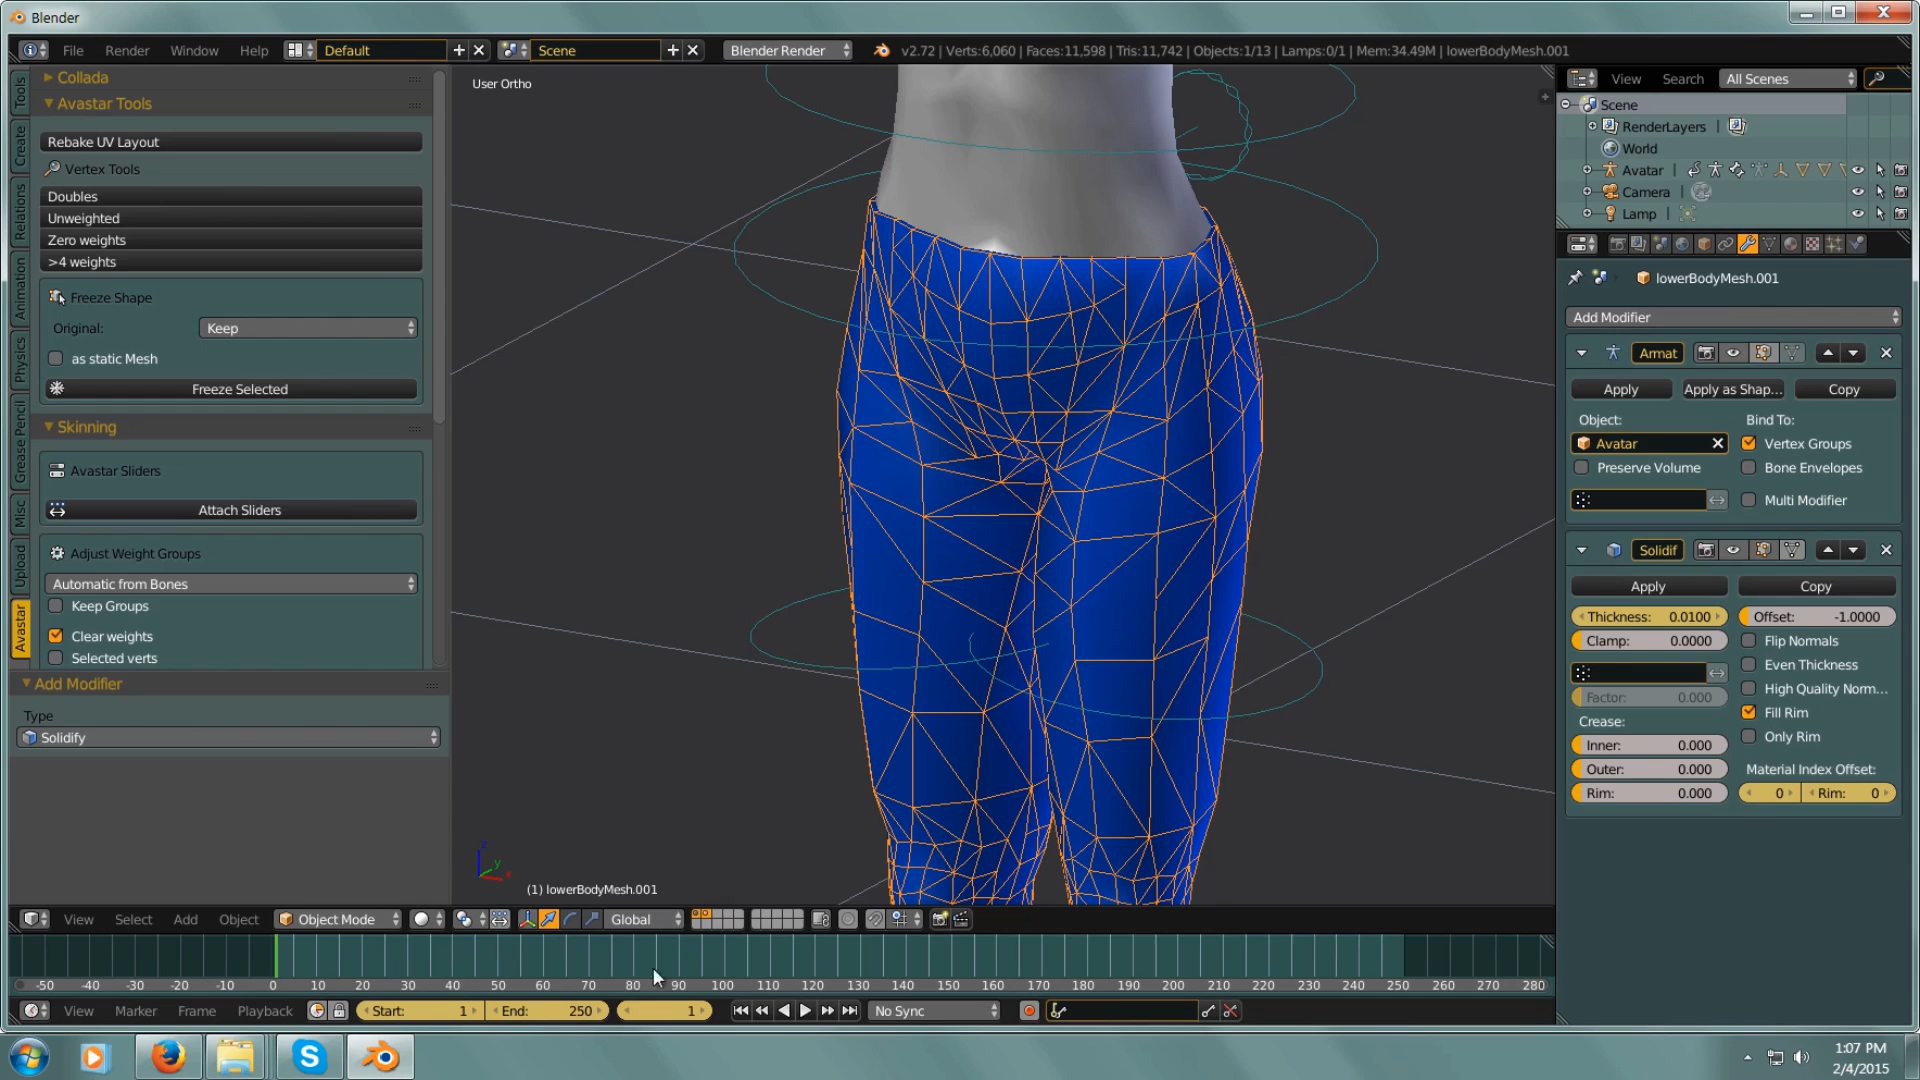 Blender
File Render Window Help Default Scene Blender Render v2.72 | Verts:6,060 | Faces:11,598 | Tris:11,742 | Objects:1/13 | Lamps:0/1 | Mem:34.49M | lowerBodyMesh.001
Collada
Avastar Tools
Rebake UV Layout
Vertex Tools
Doubles
Unweighted
Zero weights
>4 weights
Freeze Shape
Original: Keep
as static Mesh
Freeze Selected
Skinning
Avastar Sliders
Attach Sliders
Adjust Weight Groups
Automatic from Bones
Keep Groups
Clear weights
Selected verts
Tools
Create
Relations
Animation
Physics
Grease Pencil
Misc
Upload
Avastar
Add Modifier
Type
Solidify
User Ortho
z
y
x
(1) lowerBodyMesh.001
View Search All Scenes
Scene
RenderLayers |
World
Avatar
Camera
Lamp
lowerBodyMesh.001
Add Modifier
Armat
Apply Apply as Shap... Copy
Object: Bind To:
Avatar Vertex Groups
Preserve Volume Bone Envelopes
Multi Modifier
Solidif
Apply Copy
Thickness: 0.0100 Offset: -1.0000
Clamp: 0.0000 Flip Normals
Even Thickness
Factor: 0.000 High Quality Norm...
Crease: Fill Rim
Inner: 0.000 Only Rim
Outer: 0.000 Material Index Offset:
Rim: 0.000 0 Rim: 0
View Select Add Object Object Mode Global
-50 -40 -30 -20 -10 0 10 20 30 40 50 60 70 80 90 100 110 120 130 140 150 160 170 180 190 200 210 220 230 240 250 260 270 280
View Marker Frame Playback Start: 1 End: 250 1 No Sync
1:07 PM
2/4/2015